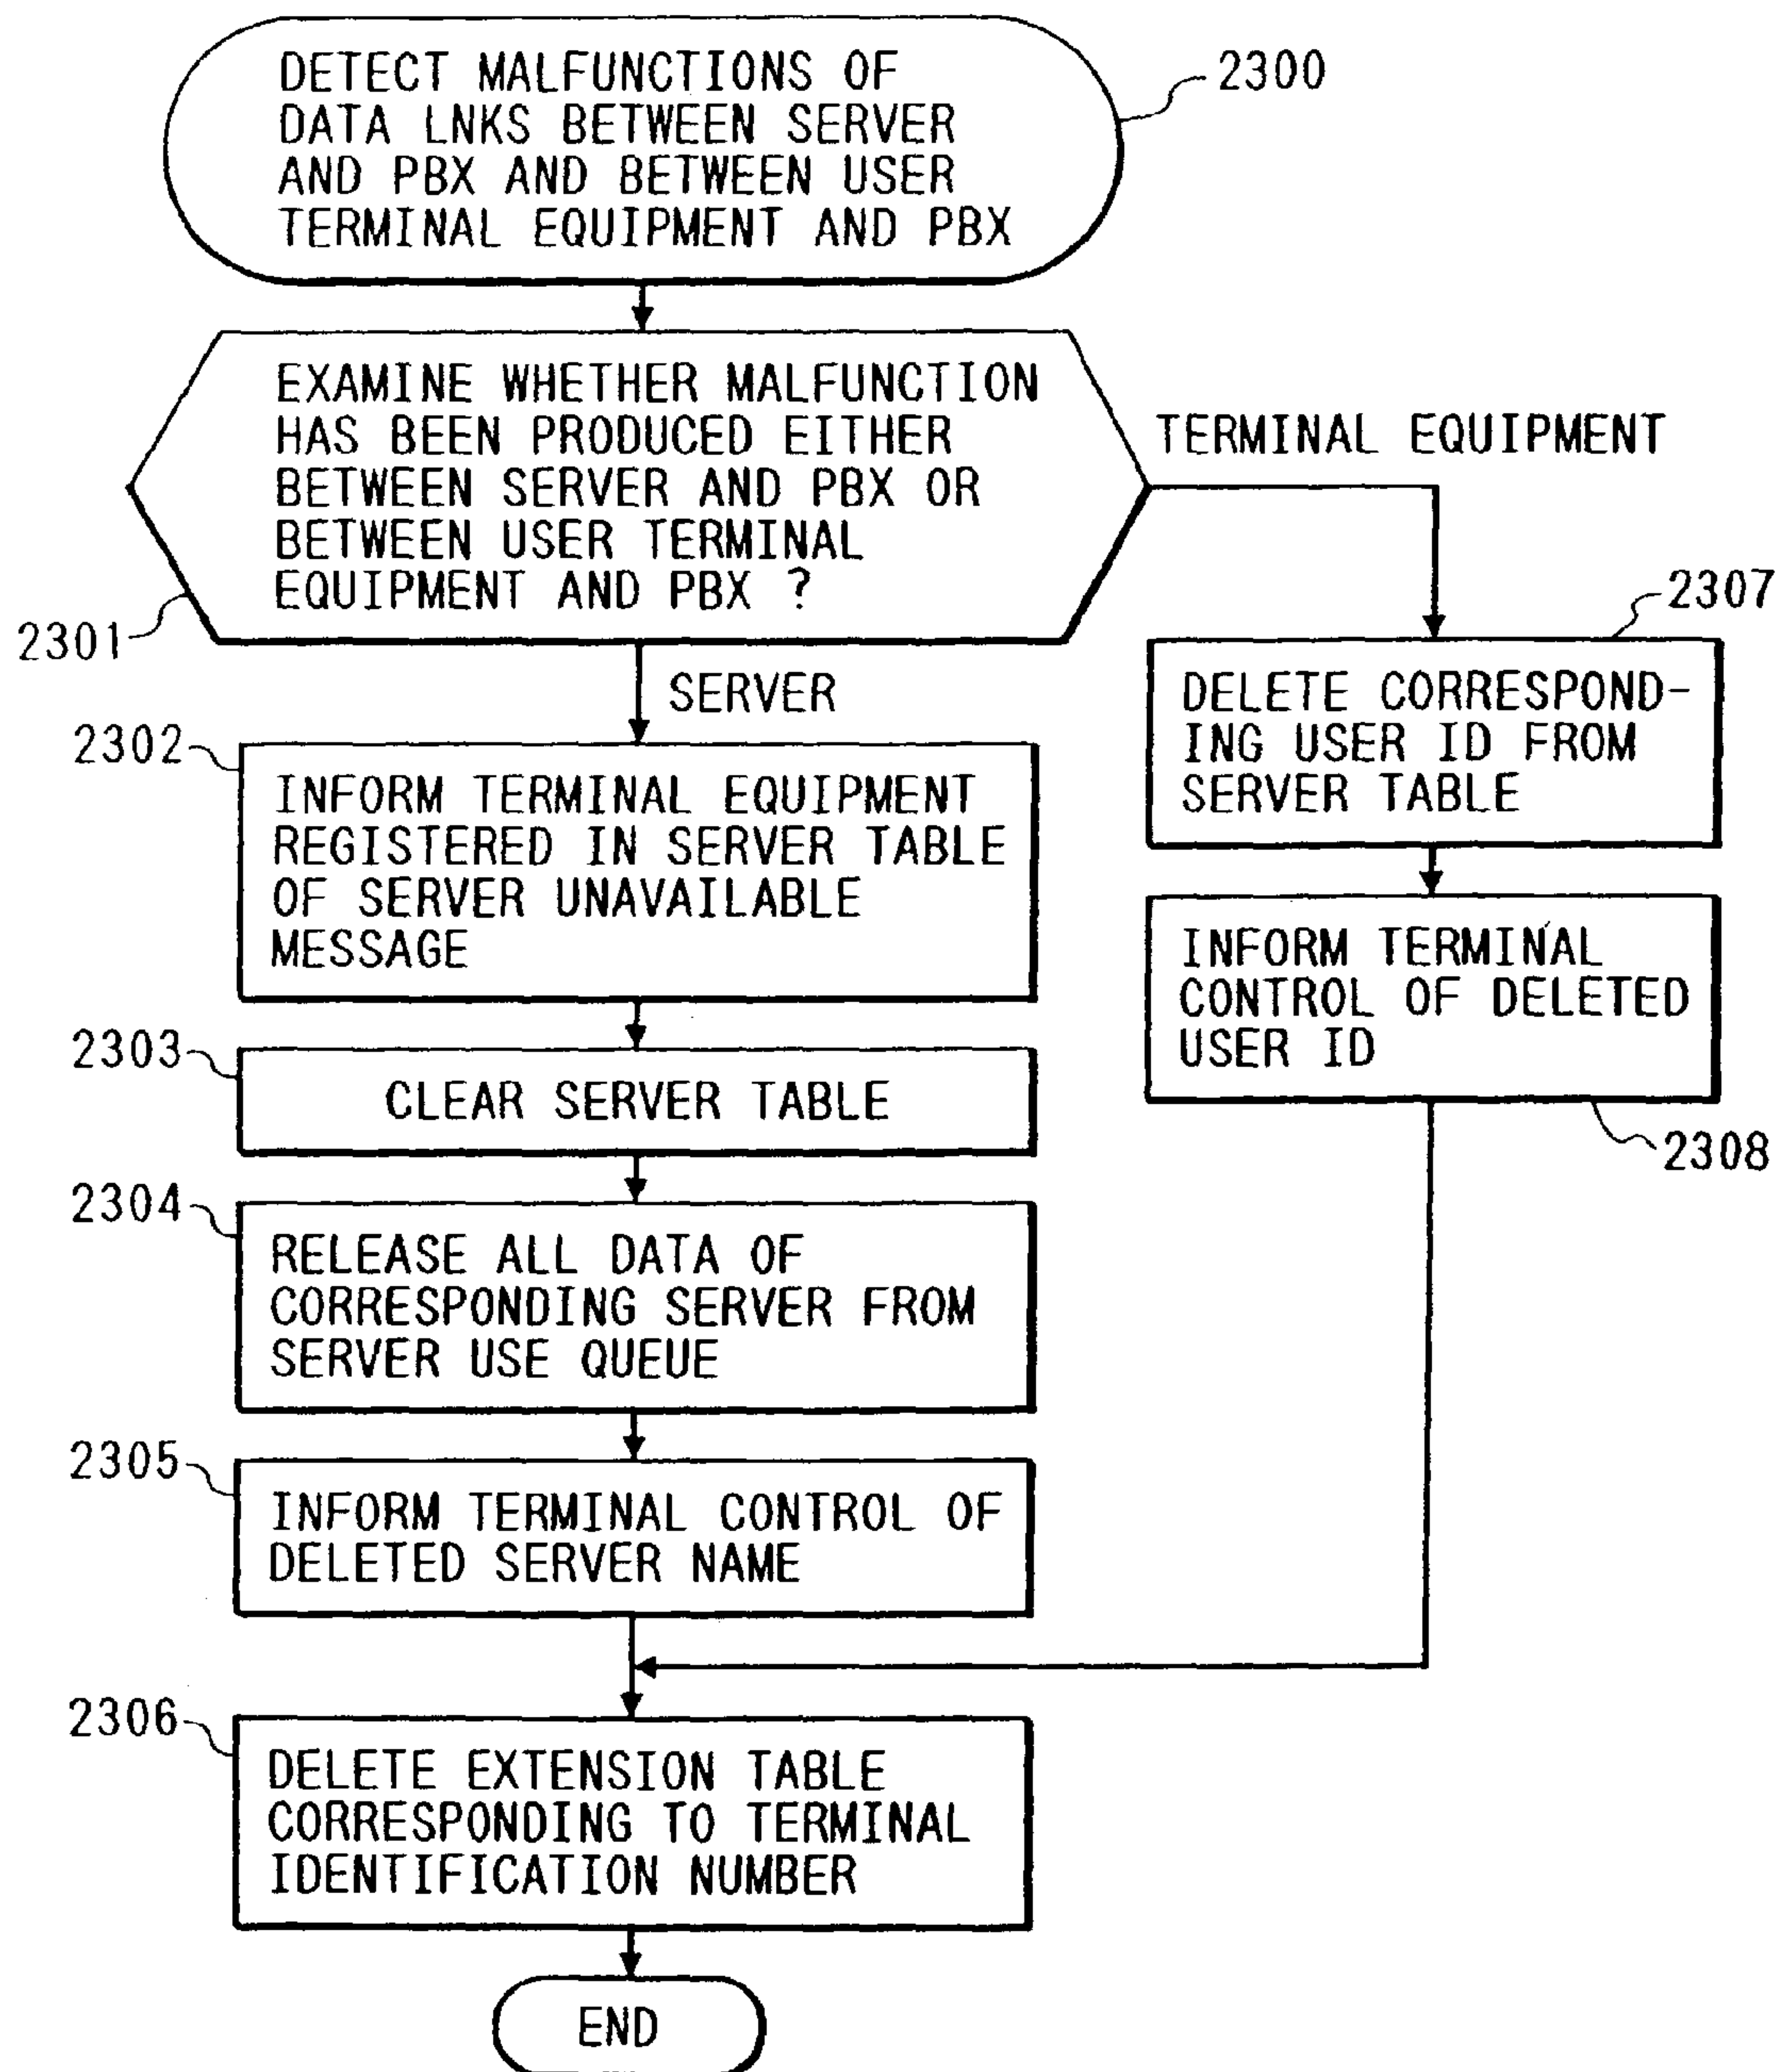 DETECT MALFUNCTIONS OF
DATA LNKS BETWEEN SERVER
AND PBX AND BETWEEN USER
TERMINAL EQUIPMENT AND PBX
2300
EXAMINE WHETHER MALFUNCTION
HAS BEEN PRODUCED EITHER
BETWEEN SERVER AND PBX OR
BETWEEN USER TERMINAL
EQUIPMENT AND PBX ?
2301
TERMINAL EQUIPMENT
SERVER
2302
INFORM TERMINAL EQUIPMENT
REGISTERED IN SERVER TABLE
OF SERVER UNAVAILABLE
MESSAGE
2303
CLEAR SERVER TABLE
2304
RELEASE ALL DATA OF
CORRESPONDING SERVER FROM
SERVER USE QUEUE
2305
INFORM TERMINAL CONTROL OF
DELETED SERVER NAME
2307
DELETE CORRESPOND-
ING USER ID FROM
SERVER TABLE
INFORM TERMINAL
CONTROL OF DELETED
USER ID
2308
2306
DELETE EXTENSION TABLE
CORRESPONDING TO TERMINAL
IDENTIFICATION NUMBER
END